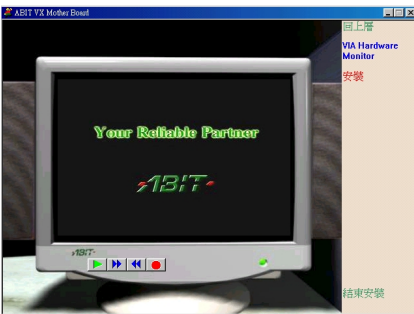 ABIT VX Mother Board
回上層
VIA Hardware
Monitor
安裝
Your Reliable Partner
ABIT
ABIT
結束安裝